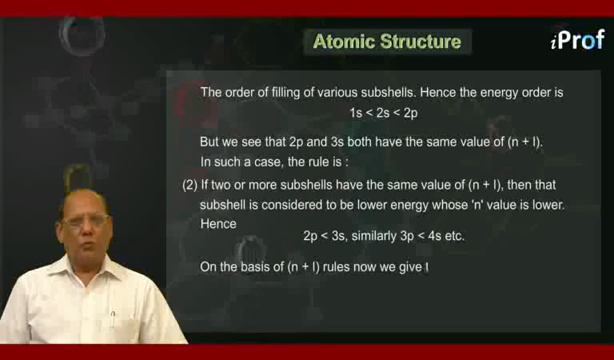 Atomic Structure
iProf
The order of filling of various subshells. Hence the energy order is
1s < 2s < 2p
But we see that 2p and 3s both have the same value of (n + l).
In such a case, the rule is :
(2) If two or more subshells have the same value of (n + l), then that
subshell is considered to be lower energy whose 'n' value is lower.
Hence
2p < 3s, similarly 3p < 4s etc.
On the basis of (n + l) rules now we give